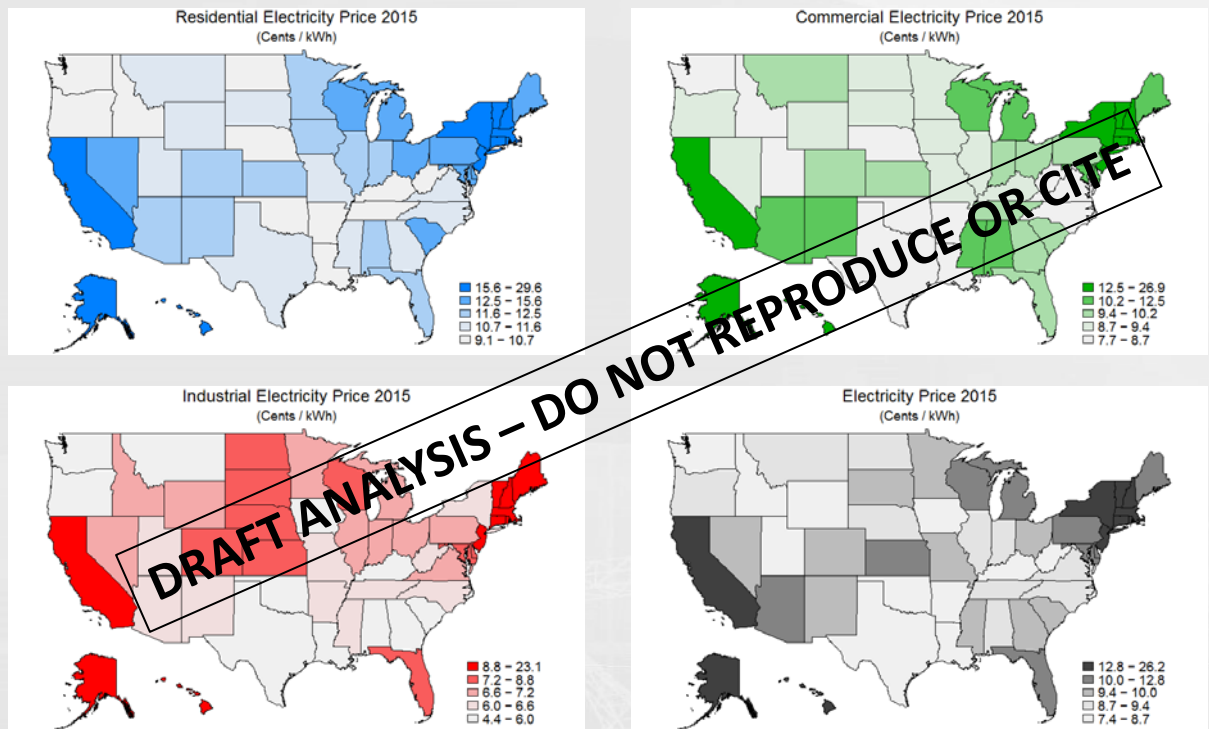 Residential Electricity Price 2015
(Cents / kWh)
15.6 – 29.6
12.5 – 15.6
11.6 – 12.5
10.7 – 11.6
9.1 – 10.7
Commercial Electricity Price 2015
(Cents / kWh)
12.5 – 26.9
10.2 – 12.5
9.4 – 10.2
8.7 – 9.4
7.7 – 8.7
DRAFT ANALYSIS – DO NOT REPRODUCE OR CITE
Industrial Electricity Price 2015
(Cents / kWh)
8.8 – 23.1
7.2 – 8.8
6.6 – 7.2
6.0 – 6.6
4.4 – 6.0
Electricity Price 2015
(Cents / kWh)
12.8 – 26.2
10.0 – 12.8
9.4 – 10.0
8.7 – 9.4
7.4 – 8.7